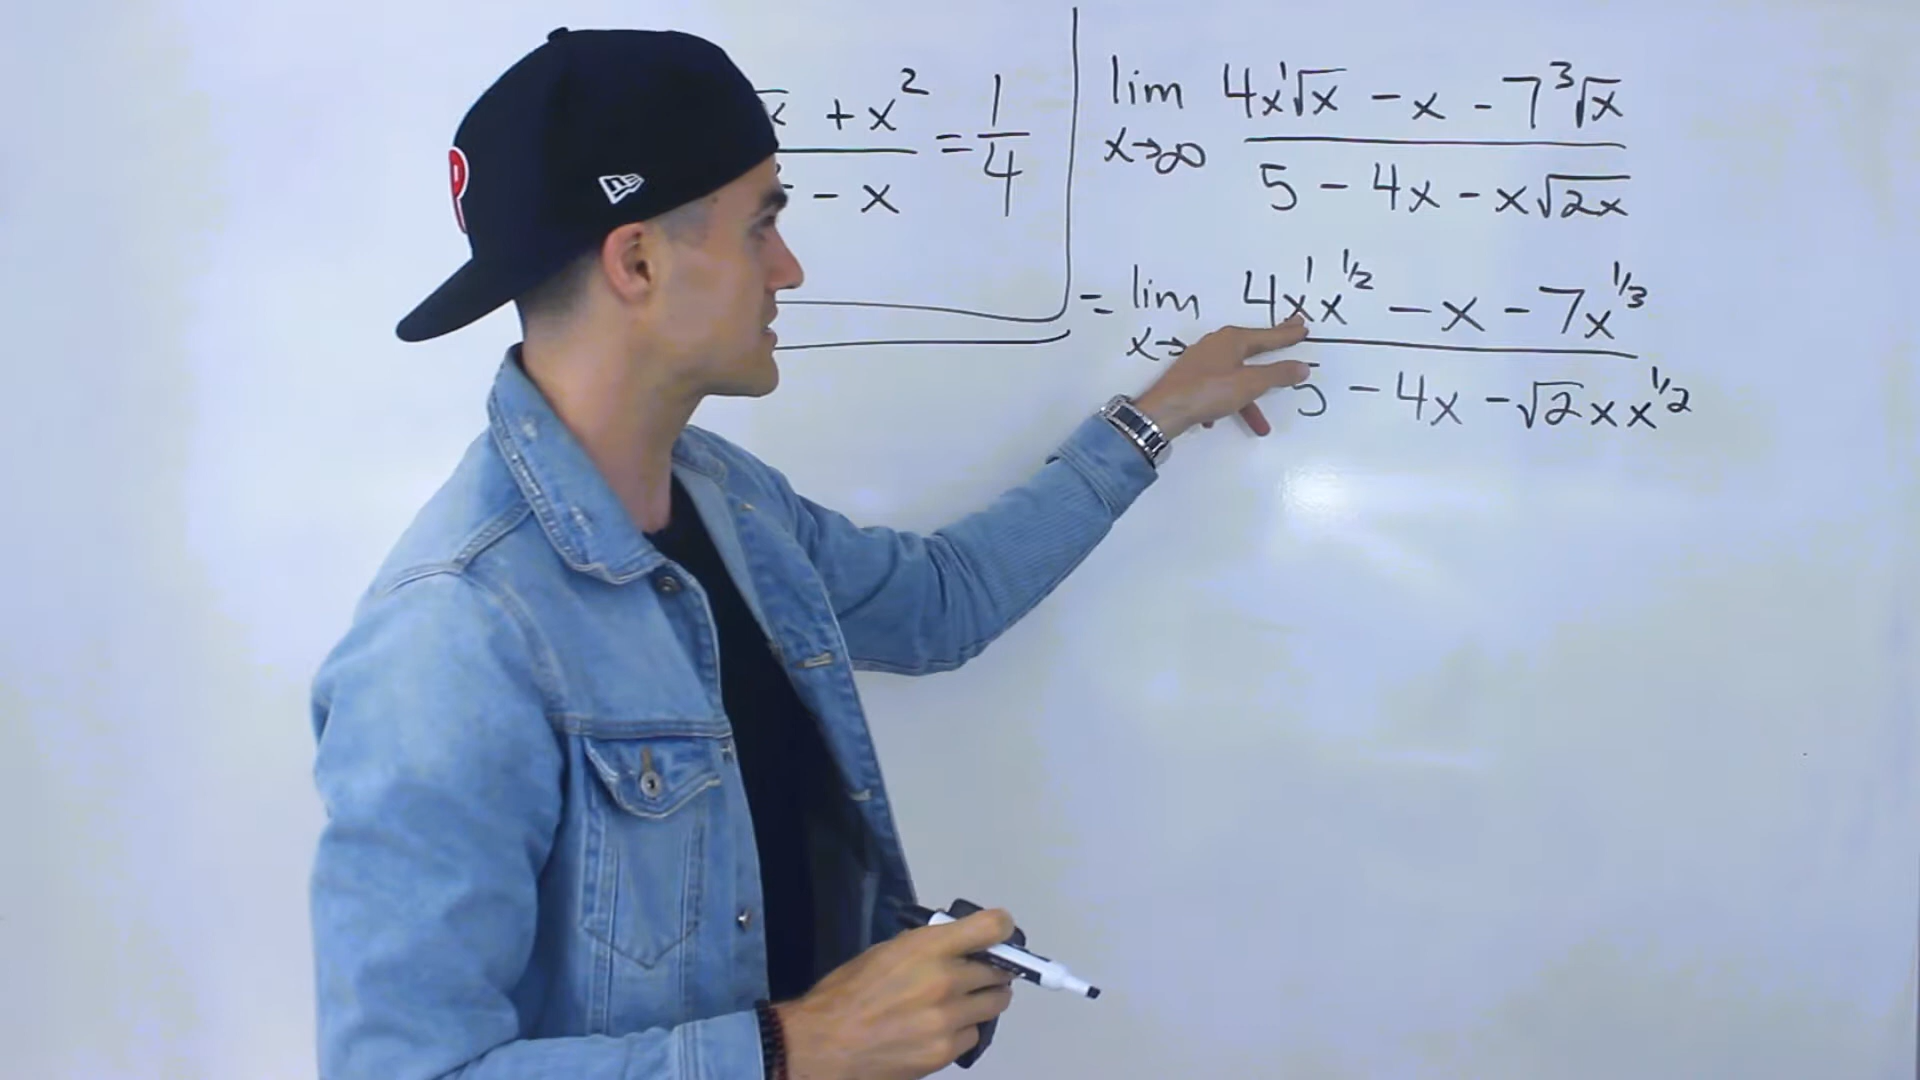 √x + x² = 1/4
- x
lim x→∞ (4x¹√x - x - 7³√x)/(5 - 4x - x√2x)
= lim x→ (4x¹x^1/2 - x - 7x^1/3)/(5 - 4x - √2xx^1/2)